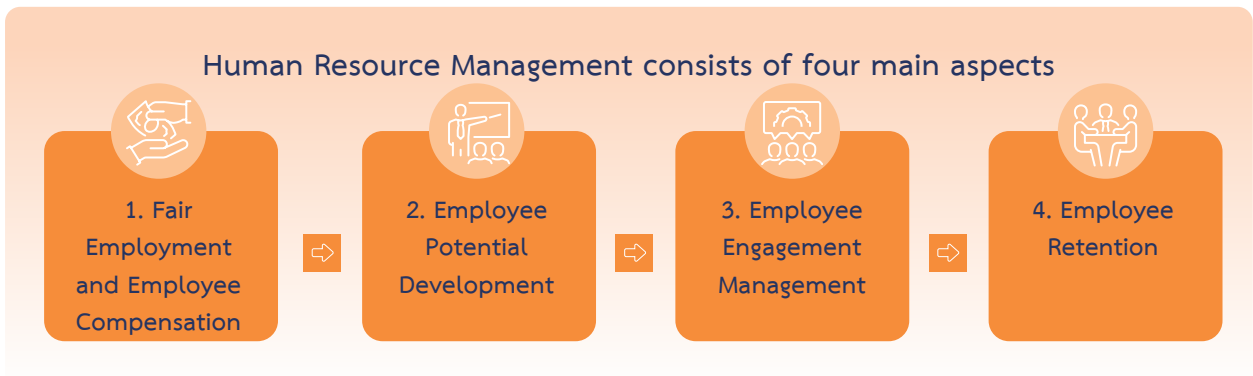 Human Resource Management consists of four main aspects
1. Fair
Employment
and Employee
Compensation
2. Employee
Potential
Development
3. Employee
Engagement
Management
4. Employee
Retention